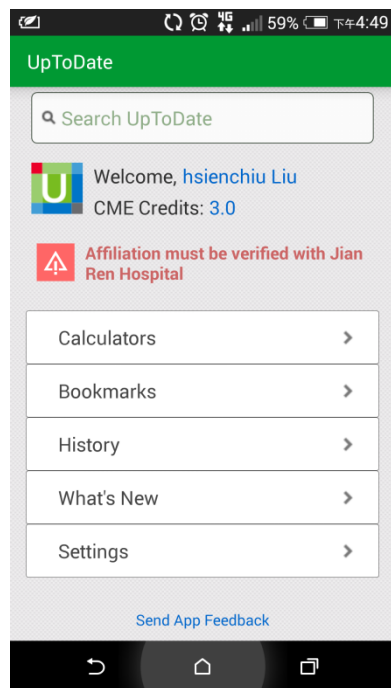 4G 59% 下午4:49
UpToDate
Search UpToDate
U
Welcome, hsienchiu Liu
CME Credits: 3.0
Affiliation must be verified with Jian
Ren Hospital
Calculators
Bookmarks
History
What's New
Settings
Send App Feedback